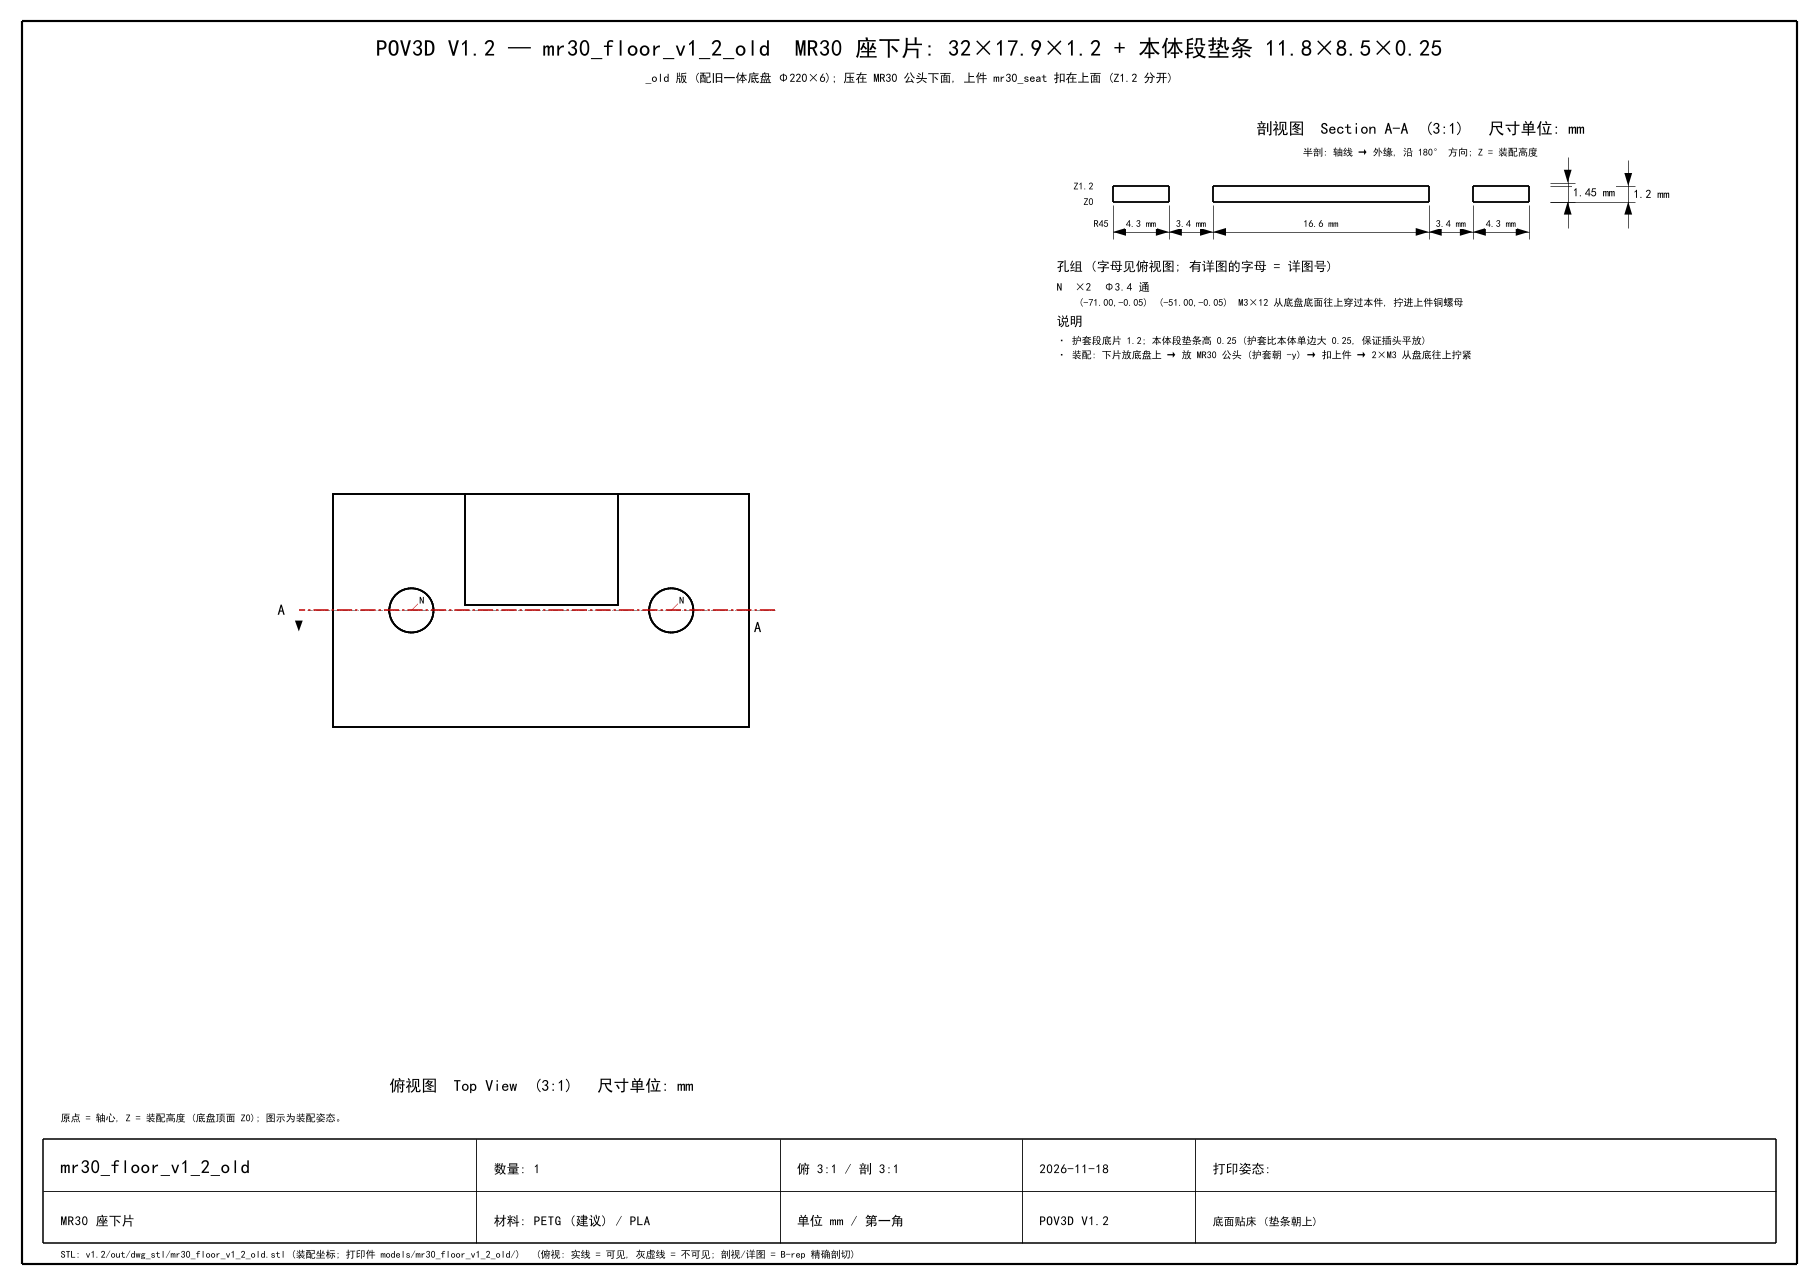 POV3D V1.2 — mr30_floor_v1_2_old  MR30 座下片: 32×17.9×1.2 + 本体段垫条 11.8×8.5×0.25
_old 版 (配旧一体底盘 Φ220×6); 压在 MR30 公头下面, 上件 mr30_seat 扣在上面 (Z1.2 分开)
剖视图  Section A-A  (3:1)  尺寸单位: mm
半剖: 轴线 → 外缘, 沿 180° 方向; Z = 装配高度
Z1.2
Z0
1.45 mm
1.2 mm
R45
4.3 mm
3.4 mm
16.6 mm
3.4 mm
4.3 mm
孔组 (字母见俯视图; 有详图的字母 = 详图号)
N  ×2  Φ3.4 通
(-71.00,-0.05)  (-51.00,-0.05)  M3×12 从底盘底面往上穿过本件, 拧进上件铜螺母
说明
· 护套段底片 1.2; 本体段垫条高 0.25 (护套比本体单边大 0.25, 保证插头平放)
· 装配: 下片放底盘上 → 放 MR30 公头 (护套朝 -y) → 扣上件 → 2×M3 从盘底往上拧紧
N
N
A
A
俯视图  Top View  (3:1)  尺寸单位: mm
原点 = 轴心, Z = 装配高度 (底盘顶面 Z0); 图示为装配姿态。
mr30_floor_v1_2_old
数量: 1
俯 3:1 / 剖 3:1
2026-11-18
打印姿态:
MR30 座下片
材料: PETG (建议) / PLA
单位 mm / 第一角
POV3D V1.2
底面贴床 (垫条朝上)
STL: v1.2/out/dwg_stl/mr30_floor_v1_2_old.stl (装配坐标; 打印件 models/mr30_floor_v1_2_old/)  (俯视: 实线 = 可见, 灰虚线 = 不可见; 剖视/详图 = B-rep 精确剖切)